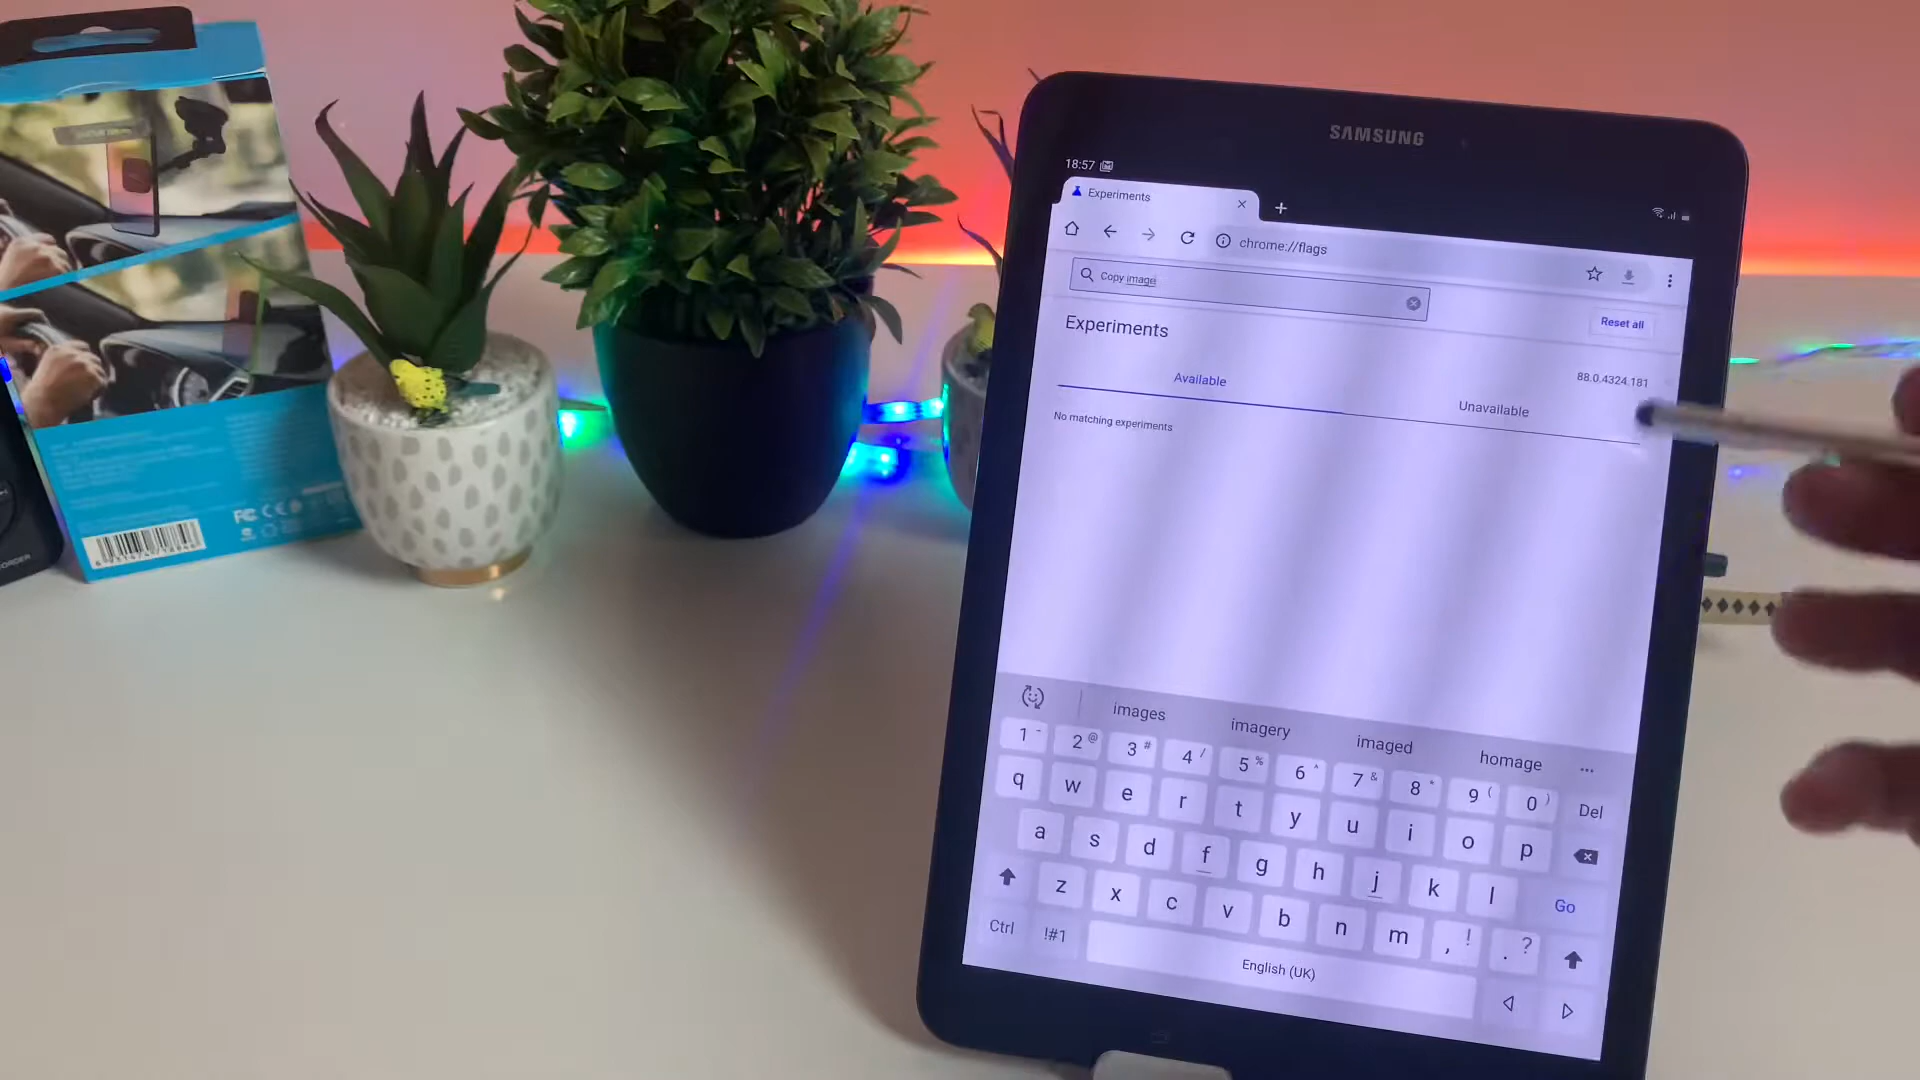 SAMSUNG
18:57
Experiments
chrome://flags
Copy image
Reset all
Experiments
88.0.4324.181
Available
Unavailable
No matching experiments
images imagery imaged homage ...
1 - 2 @ 3 # 4 / 5 % 6 ^ 7 & 8 * 9 ( 0 ) Del
q w e r t y u i o p
a s d f g h j k l Go
z x c v b n m , ! . ?
Ctrl !#1 English (UK)
FC CE